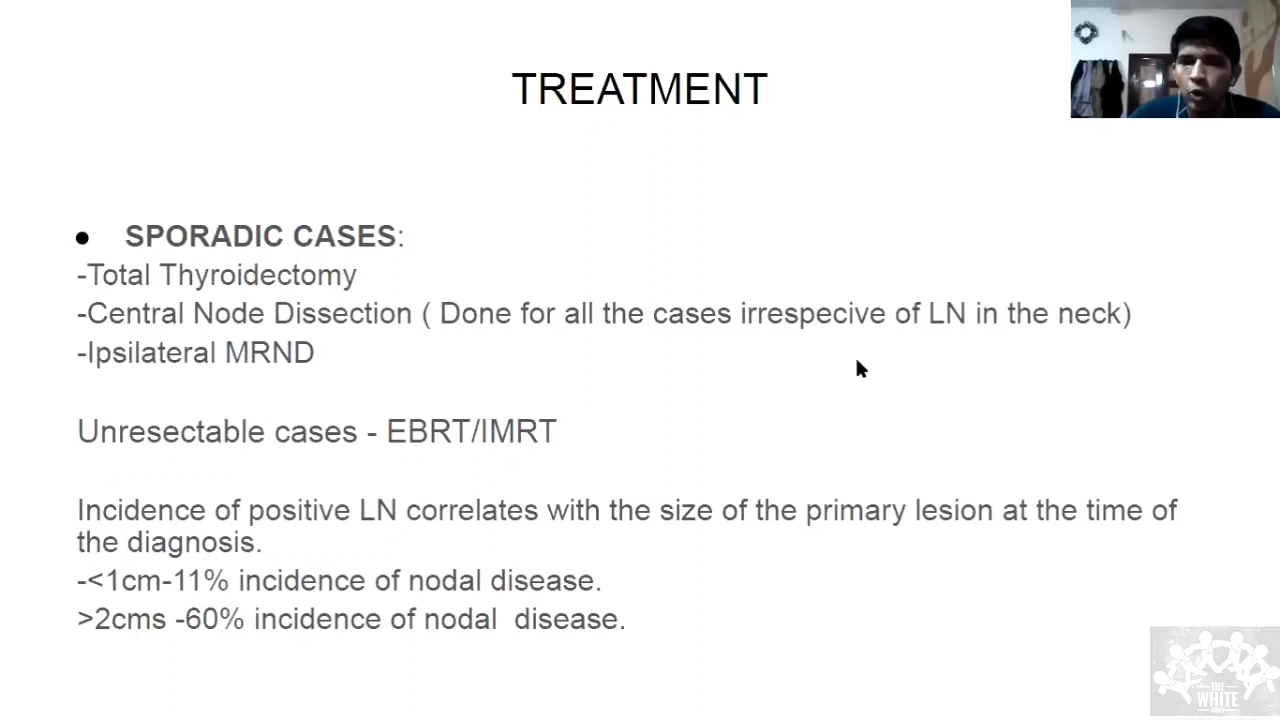 TREATMENT
● SPORADIC CASES:
-Total Thyroidectomy
-Central Node Dissection ( Done for all the cases irrespecive of LN in the neck)
-Ipsilateral MRND
Unresectable cases - EBRT/IMRT
Incidence of positive LN correlates with the size of the primary lesion at the time of
the diagnosis.
-<1cm-11% incidence of nodal disease.
>2cms -60% incidence of nodal  disease.
THE
WHITE